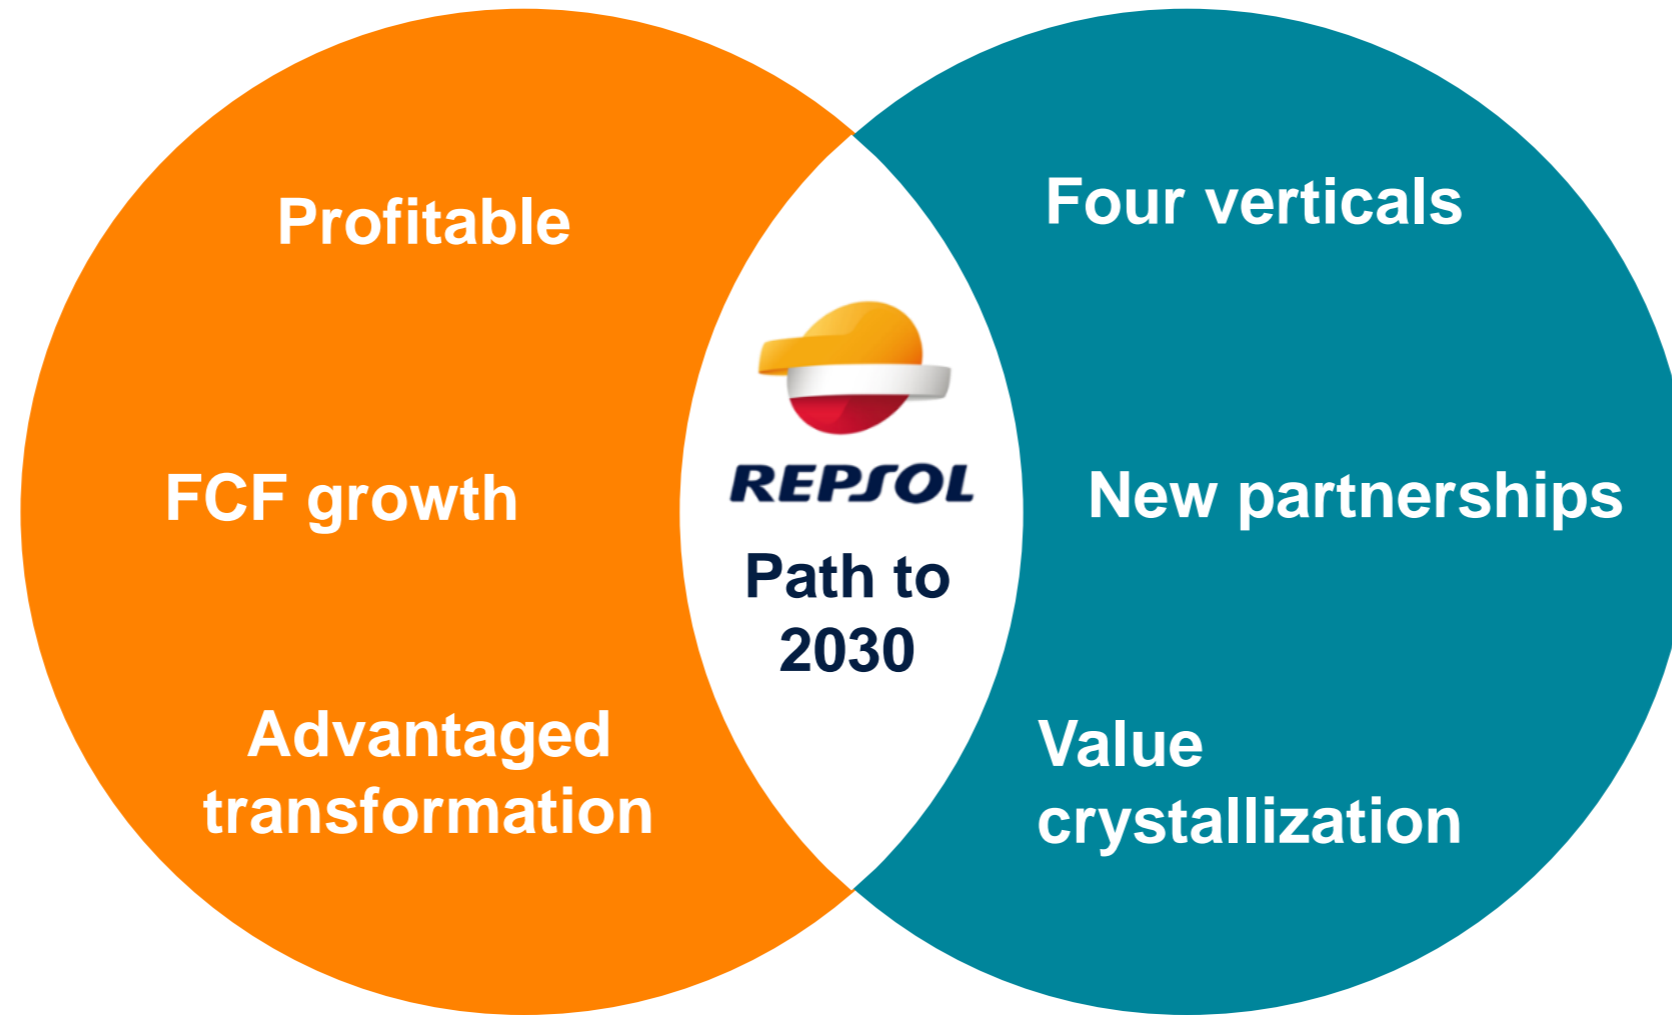 Profitable
FCF growth
Advantaged
transformation
REPSOL
Path to
2030
Four verticals
New partnerships
Value
crystallization